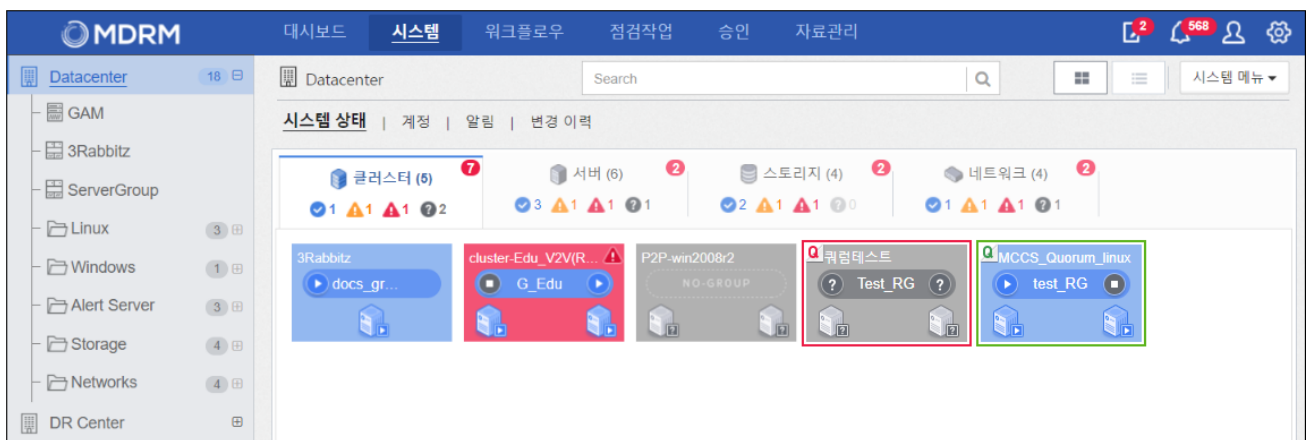 MDRM 대시보드 시스템 워크플로우 점검작업 승인 자료관리 2 568
Datacenter 18
GAM
3Rabbitz
ServerGroup
Linux 3
Windows 1
Alert Server 3
Storage 4
Networks 4
DR Center
Datacenter Search 시스템 메뉴
시스템 상태 | 계정 | 알림 | 변경 이력
클러스터 (5) 7 서버 (6) 2 스토리지 (4) 2 네트워크 (4) 2
1 1 1 ? 2 3 1 1 ? 1 2 1 1 ? 0 1 1 1 ? 1
3Rabbitz
docs_gr...
cluster-Edu_V2V(R...
G_Edu
P2P-win2008r2
NO-GROUP
? ?
Q 쿼럼테스트
? Test_RG ?
? ?
Q MCCS_Quorum_linux
test_RG